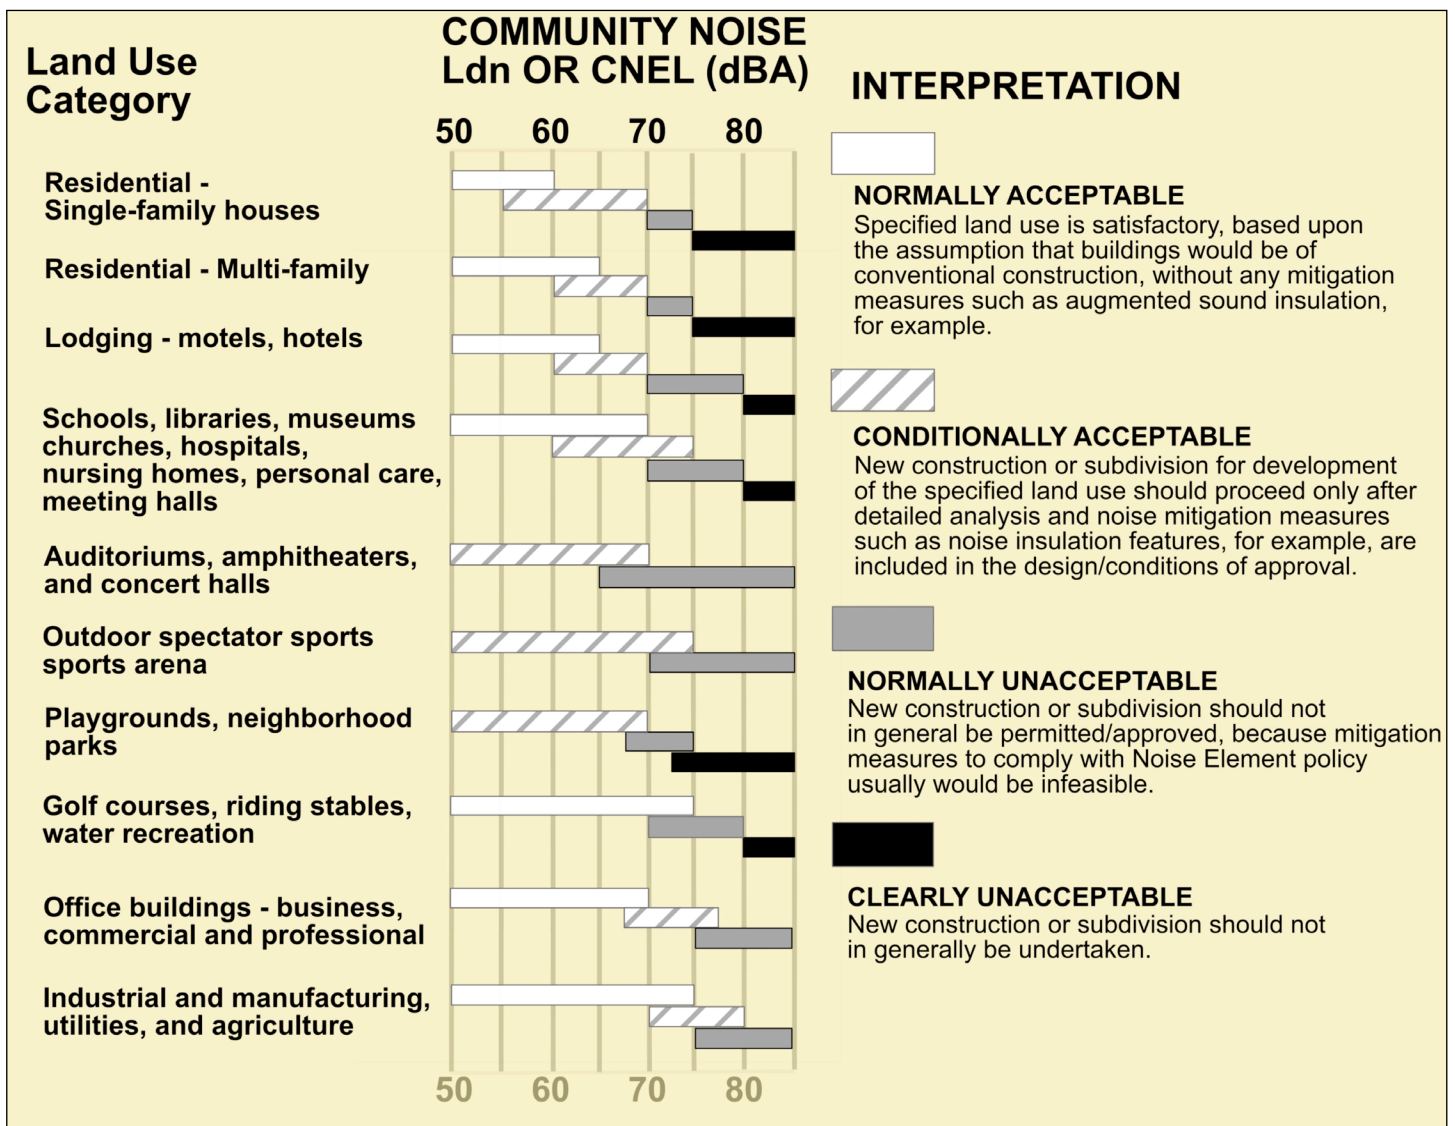 Land Use
Category
COMMUNITY NOISE
Ldn OR CNEL (dBA)
50 60 70 80
Residential -
Single-family houses
Residential - Multi-family
Lodging - motels, hotels
Schools, libraries, museums
churches, hospitals,
nursing homes, personal care,
meeting halls
Auditoriums, amphitheaters,
and concert halls
Outdoor spectator sports
sports arena
Playgrounds, neighborhood
parks
Golf courses, riding stables,
water recreation
Office buildings - business,
commercial and professional
Industrial and manufacturing,
utilities, and agriculture
50 60 70 80
INTERPRETATION
NORMALLY ACCEPTABLE
Specified land use is satisfactory, based upon
the assumption that buildings would be of
conventional construction, without any mitigation
measures such as augmented sound insulation,
for example.
CONDITIONALLY ACCEPTABLE
New construction or subdivision for development
of the specified land use should proceed only after
detailed analysis and noise mitigation measures
such as noise insulation features, for example, are
included in the design/conditions of approval.
NORMALLY UNACCEPTABLE
New construction or subdivision should not
in general be permitted/approved, because mitigation
measures to comply with Noise Element policy
usually would be infeasible.
CLEARLY UNACCEPTABLE
New construction or subdivision should not
in generally be undertaken.